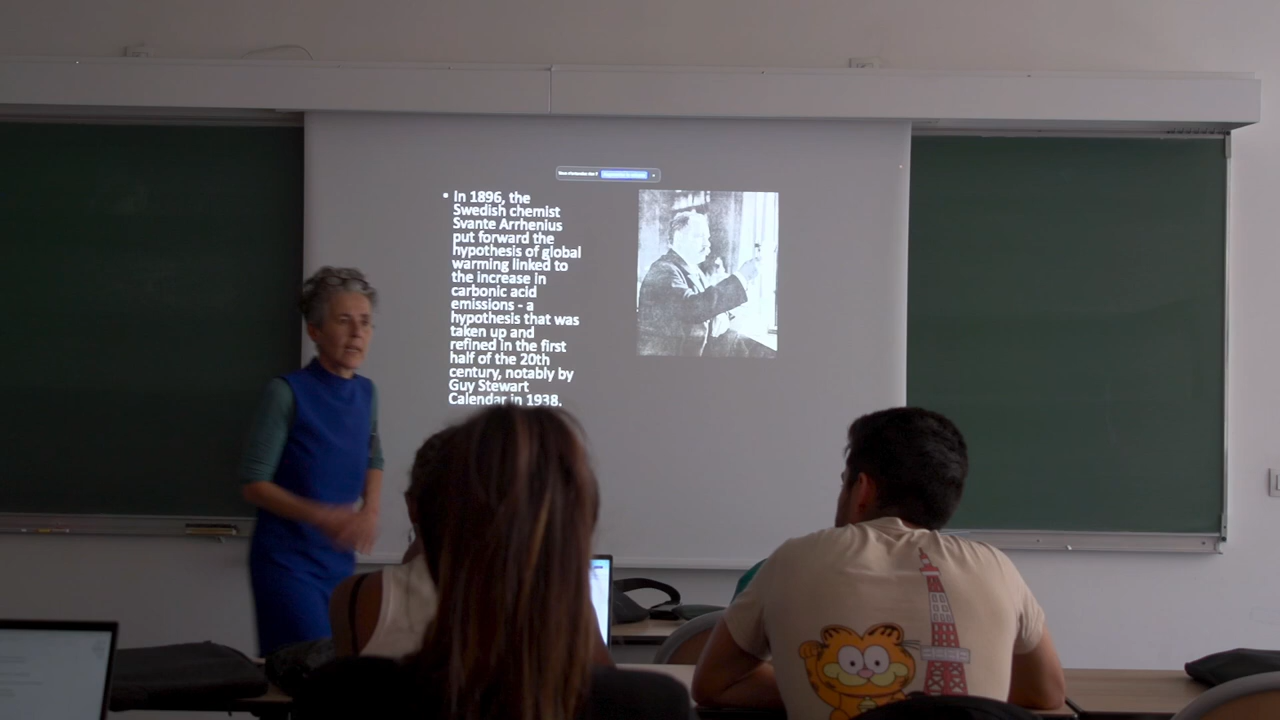 • In 1896, the
Swedish chemist
Svante Arrhenius
put forward the
hypothesis of global
warming linked to
the increase in
carbonic acid
emissions - a
hypothesis that was
taken up and
refined in the first
half of the 20th
century, notably by
Guy Stewart
Calendar in 1938.